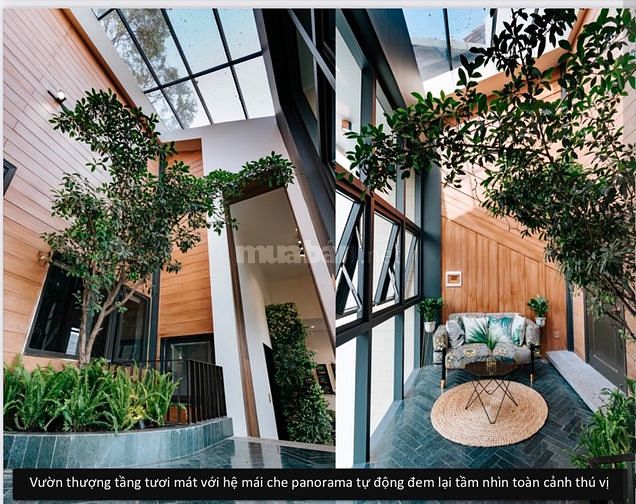 muaban
Vườn thượng tầng tươi mát với hệ mái che panorama tự động đem lại tầm nhìn toàn cảnh thú vị